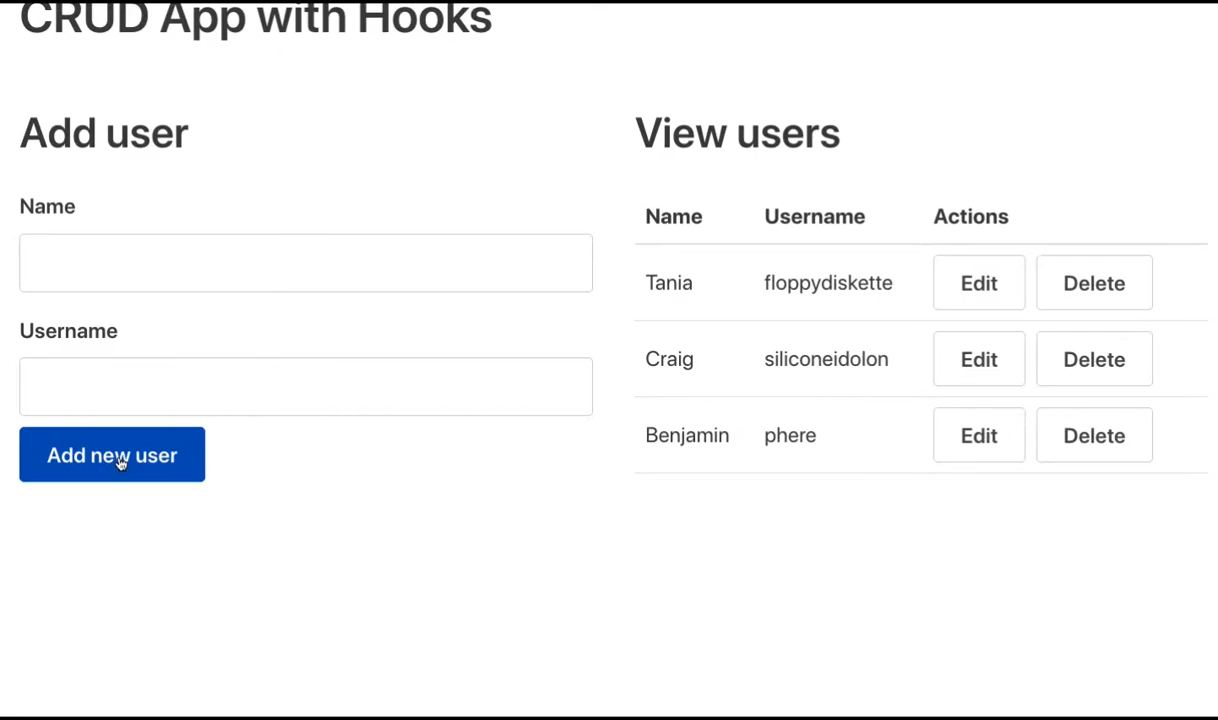 CRUD App with Hooks
Add user
Name
Username
Add new user
View users
Name Username Actions
Tania floppydiskette Edit Delete
Craig siliconeidolon Edit Delete
Benjamin phere Edit Delete